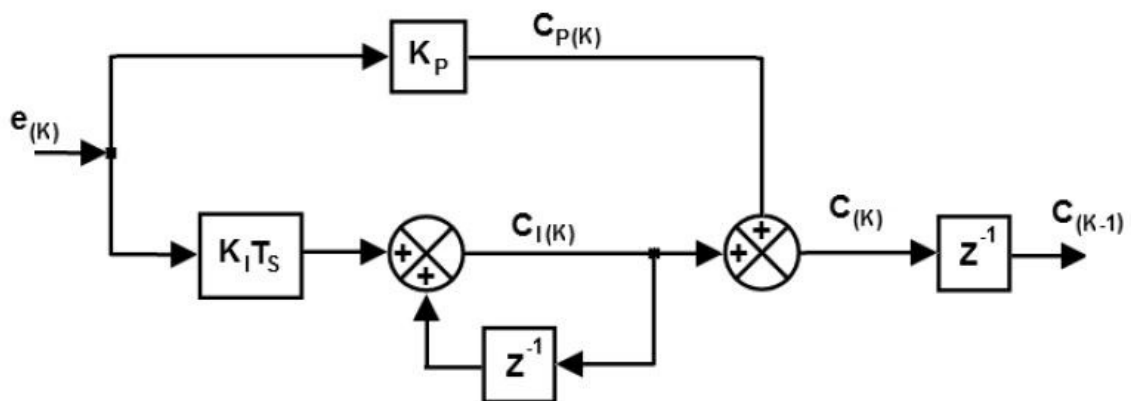 C_P(K)
K_P
e_(K)
K_I T_S
+
+
C_I(K)
+
+
C_(K)
Z^-1
C_(K-1)
Z^-1